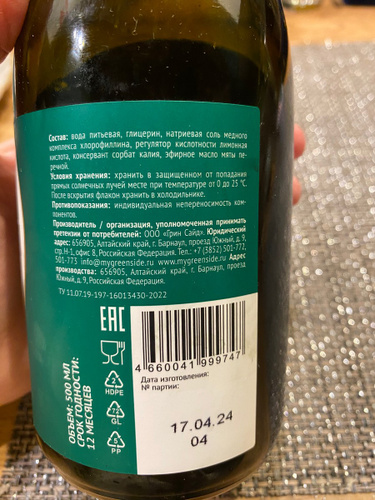 Состав: вода питьевая, глицерин, натриевая соль медного
комплекса хлорофиллина, регулятор кислотности лимонная
кислота, консервант сорбат калия, эфирное масло мяты пе-
речной.
Условия хранения: хранить в защищенном от попадания
прямых солнечных лучей месте при температуре от 0 до 25 °С.
После вскрытия флакон хранить в холодильнике.
Противопоказания: индивидуальная непереносимость ком-
понентов.
Производитель / организация, уполномоченная принимать
претензии от потребителей: ООО «Грин Сайд». Юридический
адрес: 656905, Алтайский край, г. Барнаул, проезд Южный, д. 9,
стр. Н-1, офис 8, Российская Федерация. Тел.: +7 (3852) 501-772,
501-773 info@mygreenside.ru www.mygreenside.ru Адрес
производства: 656905, Алтайский край, г. Барнаул, проезд
Южный, д. 9, Российская Федерация.
ТУ 11.07.19-197-16013430-2022
EAC
2
HDPE
GL
5
PP
ОБЪЕМ: 500 МЛ
СРОК ГОДНОСТИ:
12 МЕСЯЦЕВ
4 660041 999747
Дата изготовления:
№ партии:
17.04.24
04